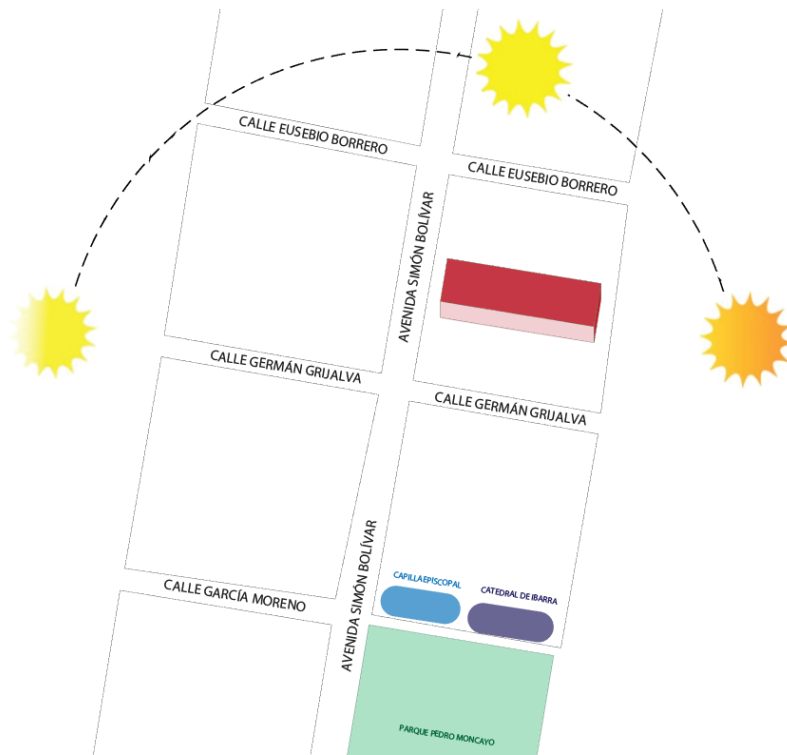 CALLE EUSEBIO BORRERO
CALLE EUSEBIO BORRERO
AVENIDA SIMÓN BOLÍVAR
CALLE GERMÁN GRIJALVA
CALLE GERMÁN GRIJALVA
AVENIDA SIMÓN BOLÍVAR
CAPILLA EPISCOPAL
CATEDRAL DE IBARRA
CALLE GARCÍA MORENO
PARQUE PEDRO MONCAYO